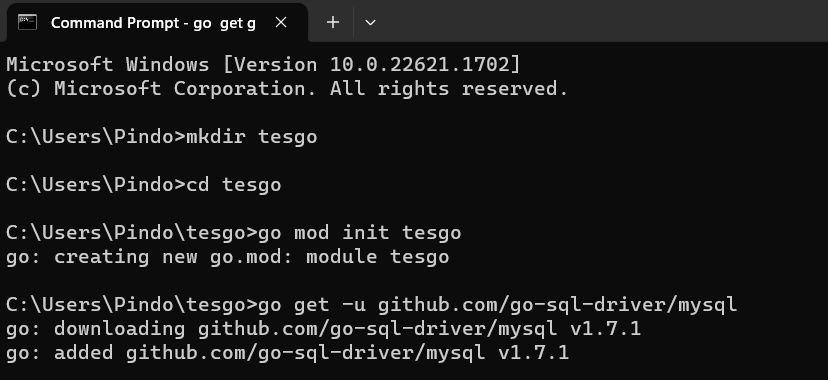 Command Prompt - go  get g
Microsoft Windows [Version 10.0.22621.1702]
(c) Microsoft Corporation. All rights reserved.
C:\Users\Pindo>mkdir tesgo
C:\Users\Pindo>cd tesgo
C:\Users\Pindo\tesgo>go mod init tesgo
go: creating new go.mod: module tesgo
C:\Users\Pindo\tesgo>go get -u github.com/go-sql-driver/mysql
go: downloading github.com/go-sql-driver/mysql v1.7.1
go: added github.com/go-sql-driver/mysql v1.7.1